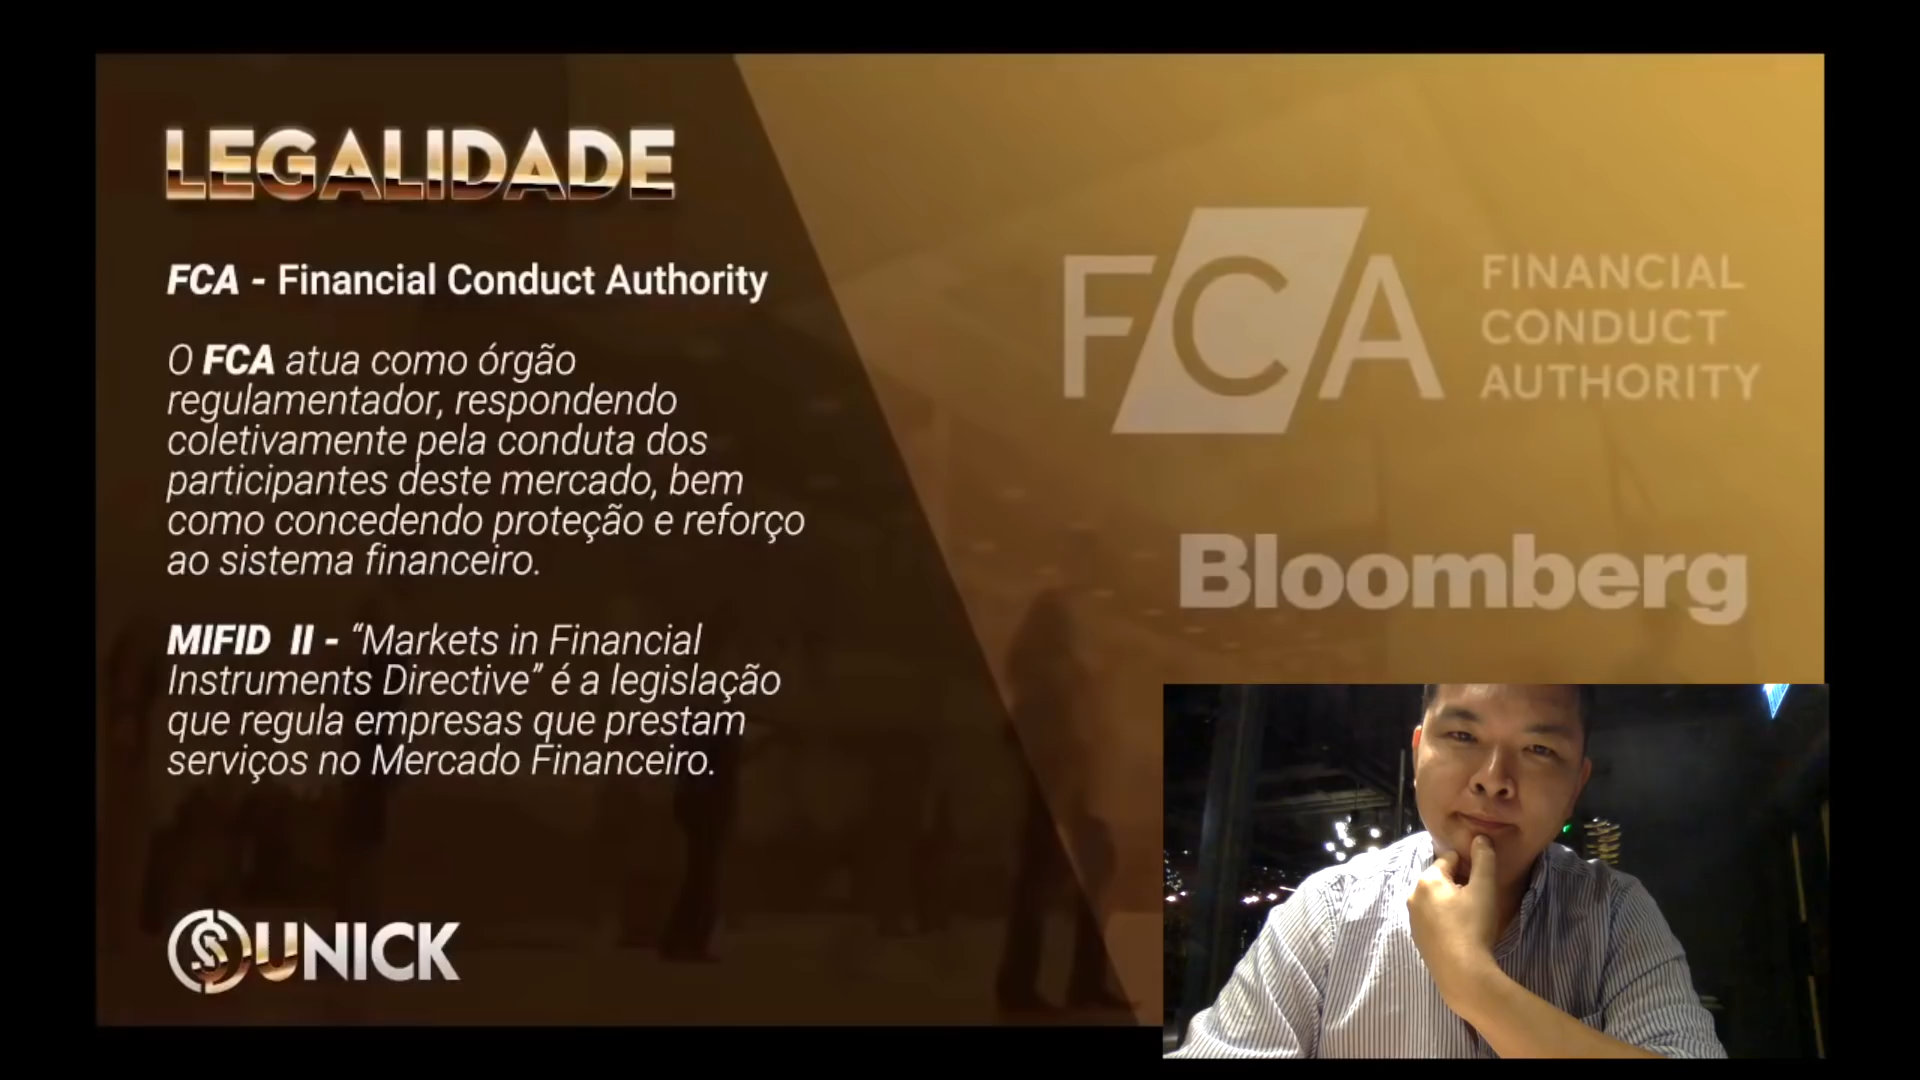 LEGALIDADE
FCA - Financial Conduct Authority
O FCA atua como órgão
regulamentador, respondendo
coletivamente pela conduta dos
participantes deste mercado, bem
como concedendo proteção e reforço
ao sistema financeiro.
MIFID II - “Markets in Financial
Instruments Directive” é a legislação
que regula empresas que prestam
serviços no Mercado Financeiro.
UNICK
FCA
FINANCIAL
CONDUCT
AUTHORITY
Bloomberg